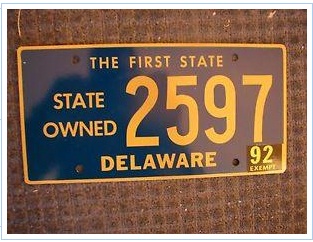 THE FIRST STATE
STATE
OWNED
2597
DELAWARE
92
EXEMPT